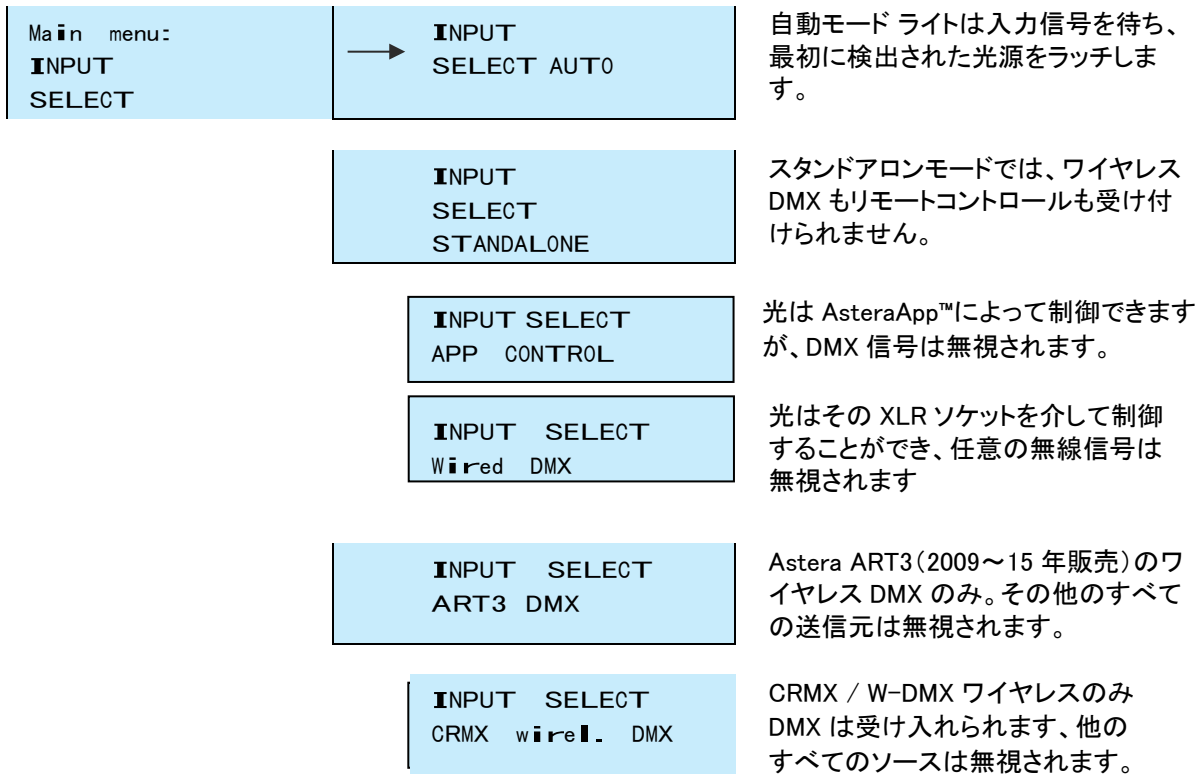 Main menu:
INPUT
SELECT
INPUT
SELECT AUTO
自動モード ライトは入力信号を待ち、
最初に検出された光源をラッチしま
す。
INPUT
SELECT
STANDALONE
スタンドアロンモードでは、ワイヤレス
DMX もリモートコントロールも受け付
けられません。
INPUT SELECT
APP CONTROL
光は AsteraApp™によって制御できます
が、DMX 信号は無視されます。
INPUT SELECT
Wired DMX
光はその XLR ソケットを介して制御
することができ、任意の無線信号は
無視されます
INPUT SELECT
ART3 DMX
Astera ART3(2009～15 年販売)のワ
イヤレス DMX のみ。その他のすべて
の送信元は無視されます。
INPUT SELECT
CRMX wirel. DMX
CRMX / W-DMX ワイヤレスのみ
DMX は受け入れられます、他の
すべてのソースは無視されます。